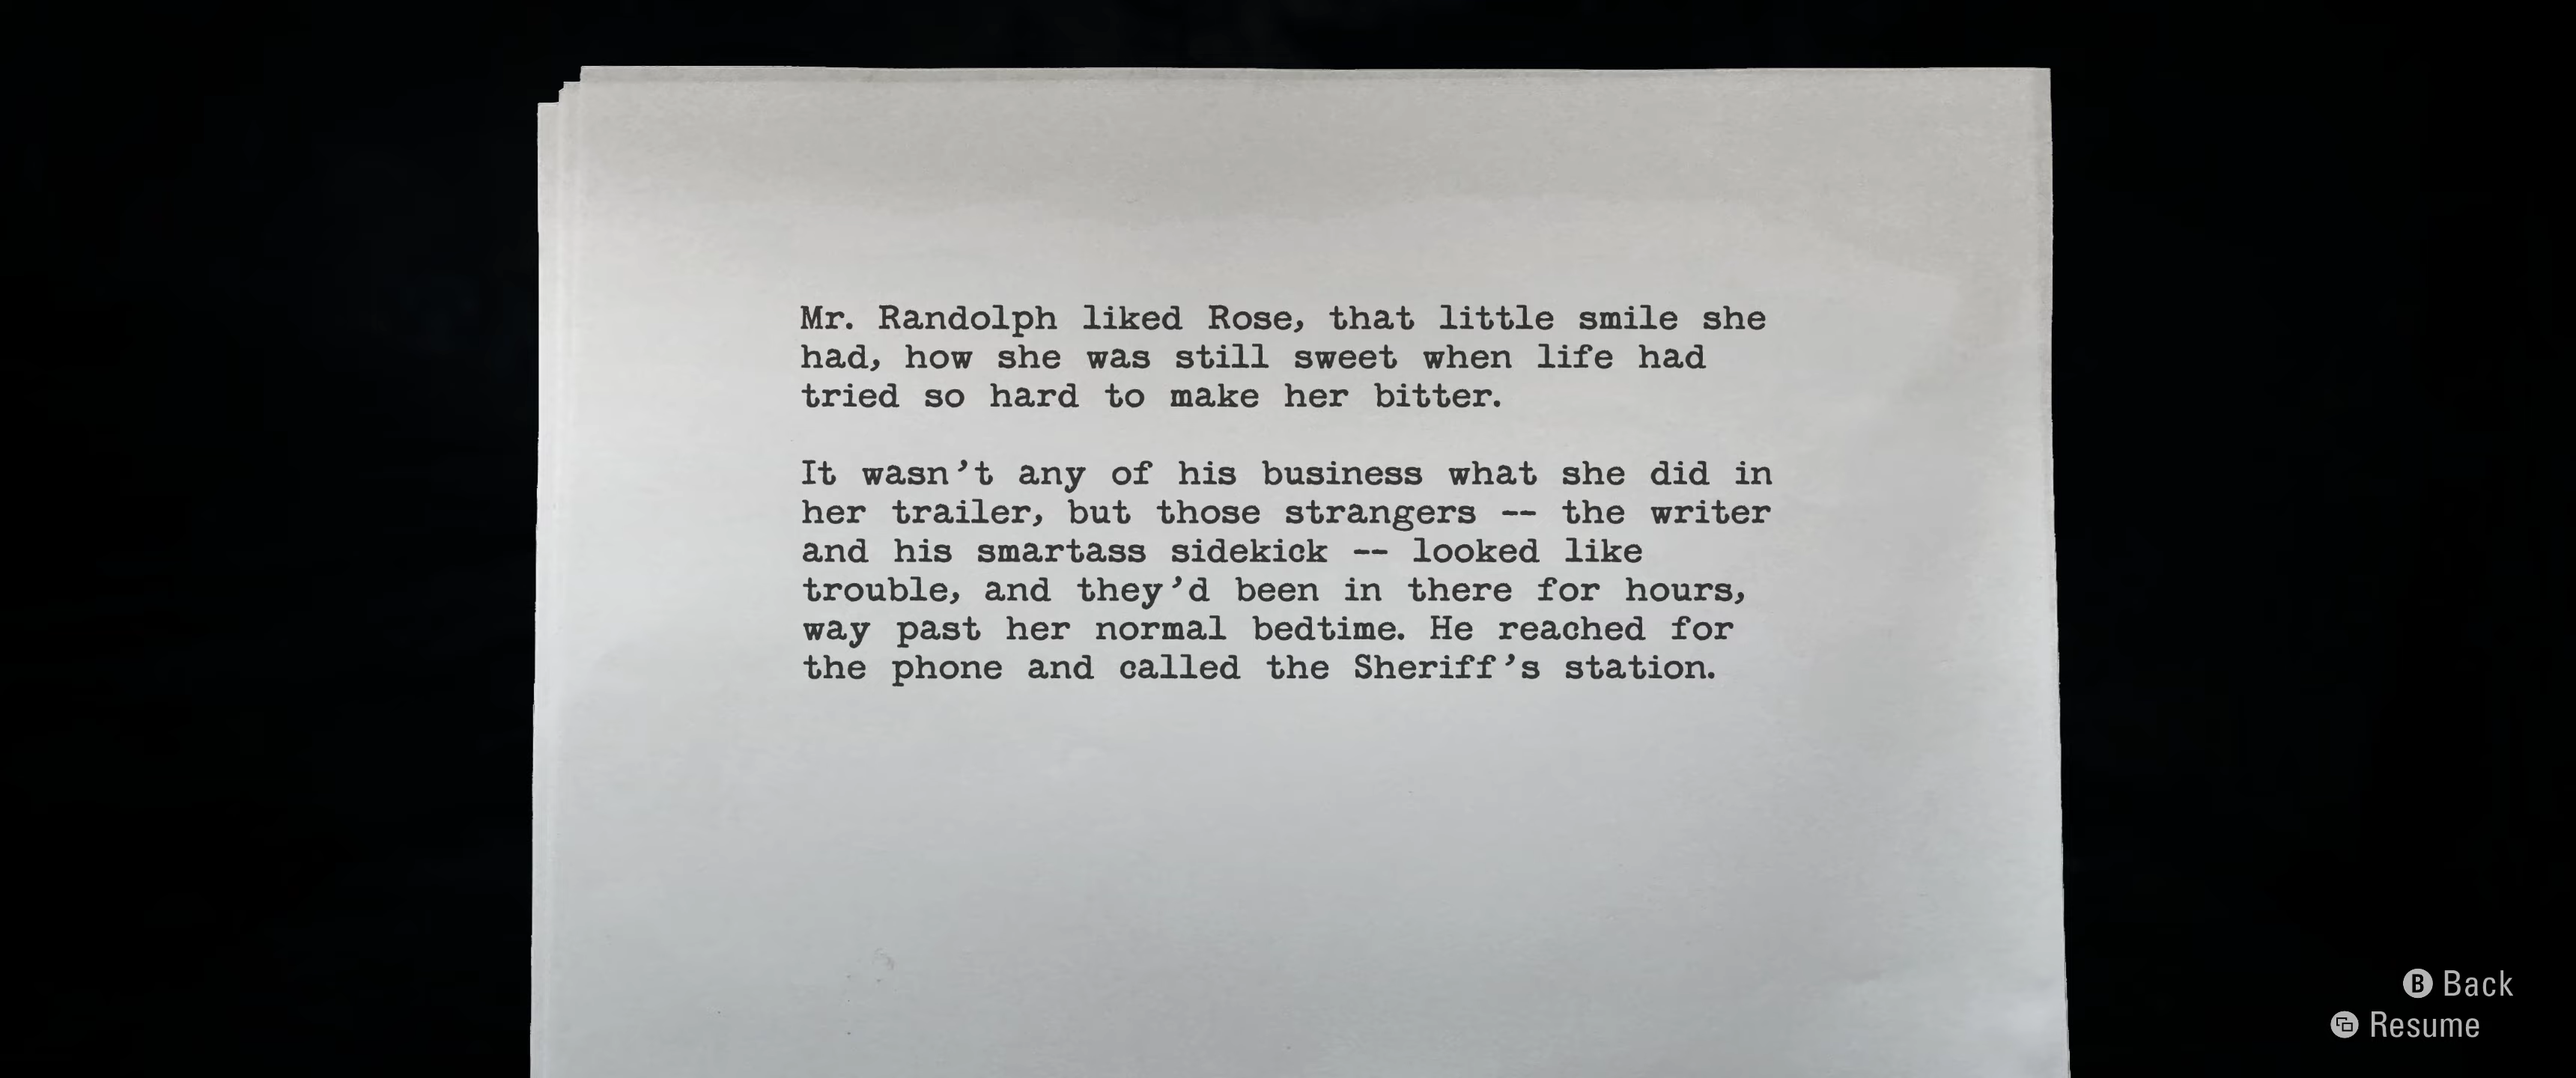 Mr. Randolph liked Rose, that little smile she
had, how she was still sweet when life had
tried so hard to make her bitter.
It wasn’t any of his business what she did in
her trailer, but those strangers -- the writer
and his smartass sidekick -- looked like
trouble, and they’d been in there for hours,
way past her normal bedtime. He reached for
the phone and called the Sheriff’s station.
B Back
Resume